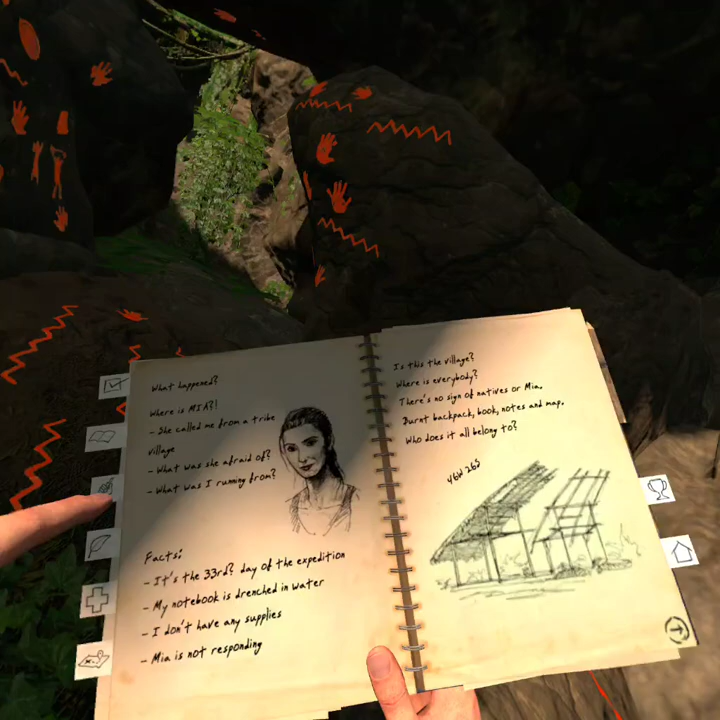 What happened?
Where is MIA?!
- She called me from a tribe
village
- What was she afraid of?
- What was I running from?
Facts:
- It's the 33rd? day of the expedition
- My notebook is drenched in water
- I don't have any supplies
- Mia is not responding
Is this the village?
Where is everybody?
There's no sign of natives or Mia.
Burnt backpack, book, notes and map.
Who does it all belong to?
46W 26S